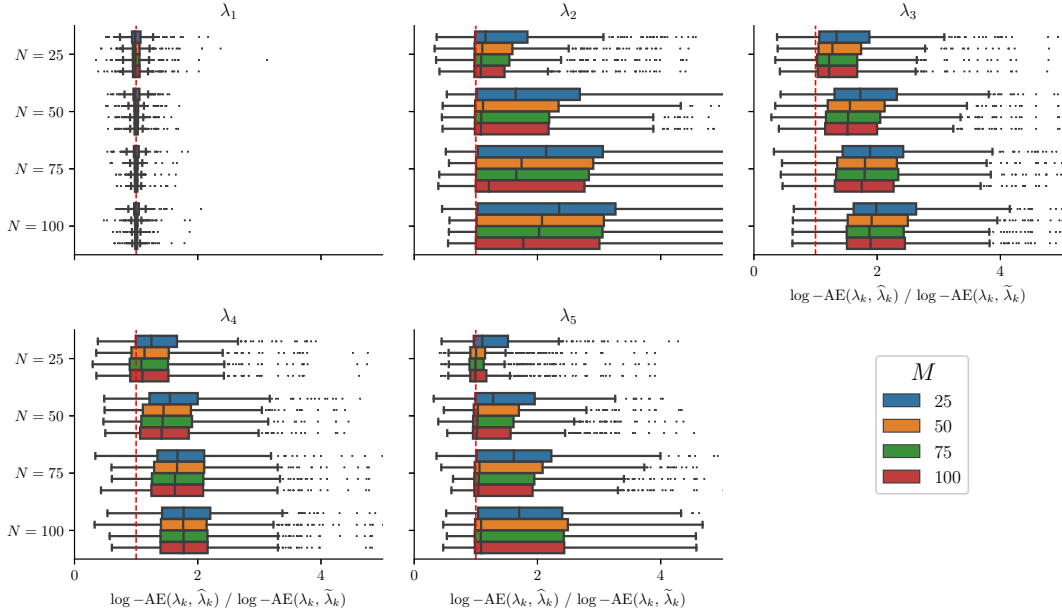 λ₁
λ₂
λ₃
N = 25
N = 50
N = 75
N = 100
0 2 4
log −AE(λₖ, λ̂ₖ) / log −AE(λₖ, λ̃ₖ)
λ₄
λ₅
N = 25
N = 50
N = 75
N = 100
0 2 4
0 2 4
log −AE(λₖ, λ̂ₖ) / log −AE(λₖ, λ̃ₖ)
log −AE(λₖ, λ̂ₖ) / log −AE(λₖ, λ̃ₖ)
M
25
50
75
100